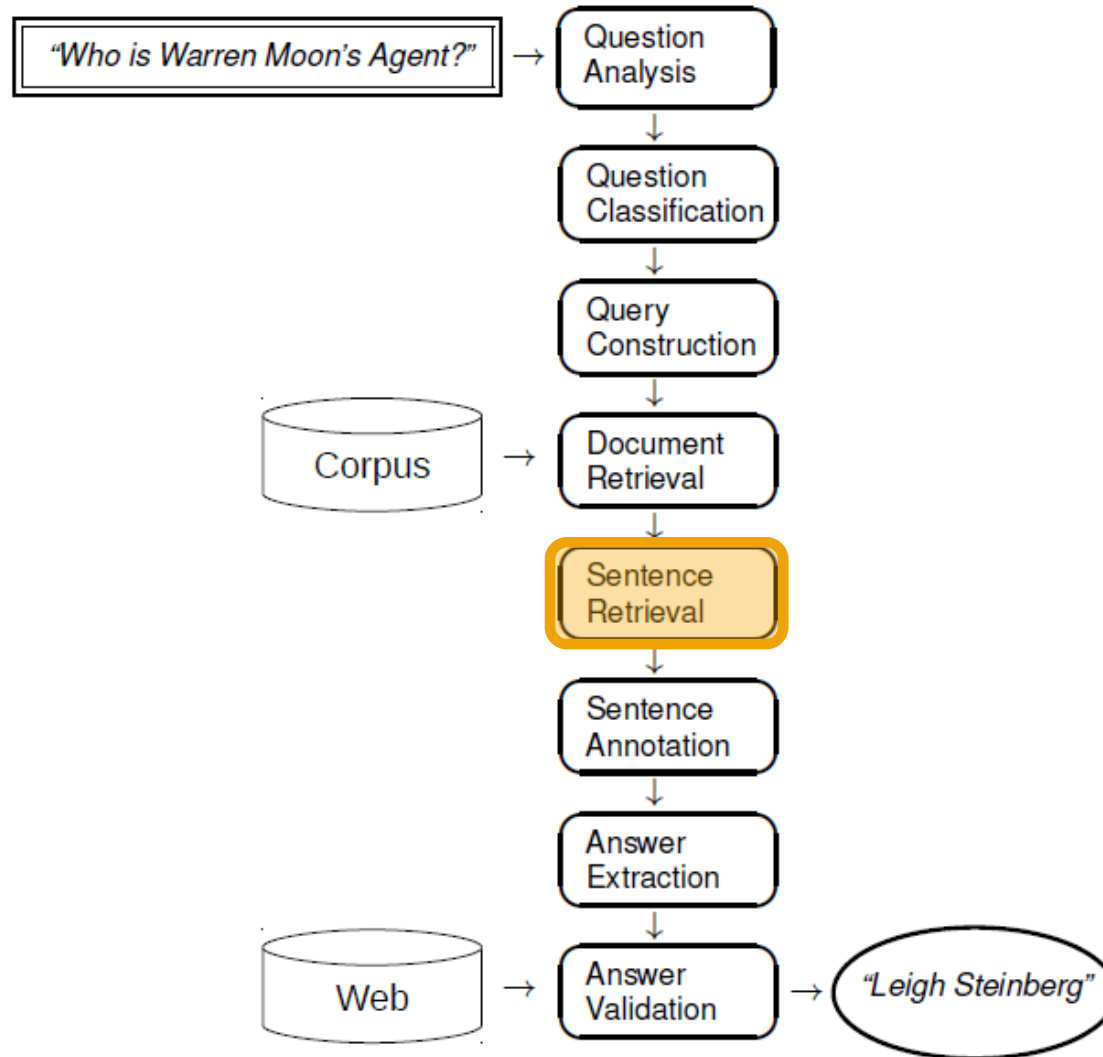 “Who is Warren Moon’s Agent?” → Question
Analysis
↓
Question
Classification
↓
Query
Construction
↓
Corpus → Document
Retrieval
↓
Sentence
Retrieval
↓
Sentence
Annotation
↓
Answer
Extraction
↓
Web → Answer
Validation → “Leigh Steinberg”